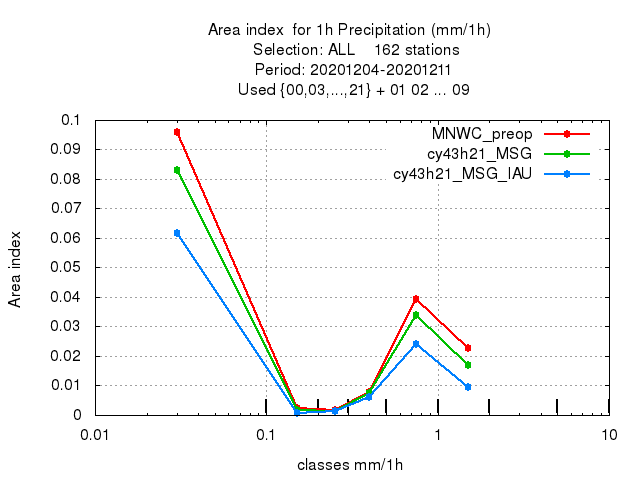 Area index  for 1h Precipitation (mm/1h)
Selection: ALL    162 stations
Period: 20201204-20201211
Used {00,03,...,21} + 01 02 ... 09
MNWC_preop
cy43h21_MSG
cy43h21_MSG_IAU
0.1
0.09
0.08
0.07
0.06
0.05
0.04
0.03
0.02
0.01
0
Area index
0.01
0.1
1
10
classes mm/1h